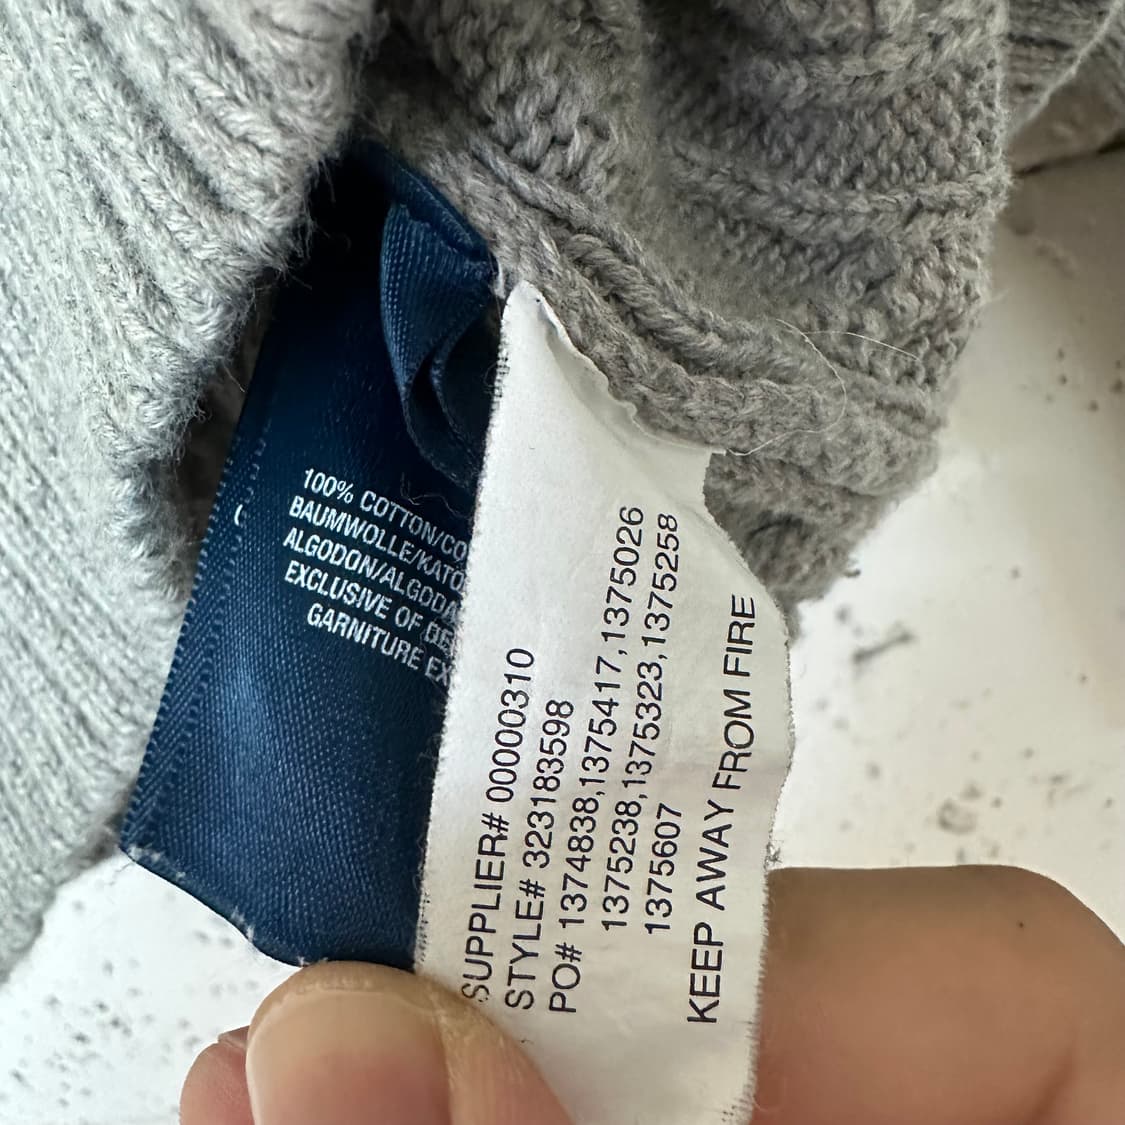 100% COTTON/CO
BAUMWOLLE/KATO
ALGODON/ALGODA
EXCLUSIVE OF DE
GARNITURE EX
SUPPLIER# 00000310
STYLE# 323183598
PO# 1374838,1375417,1375026
1375238,1375323,1375258
1375607
KEEP AWAY FROM FIRE